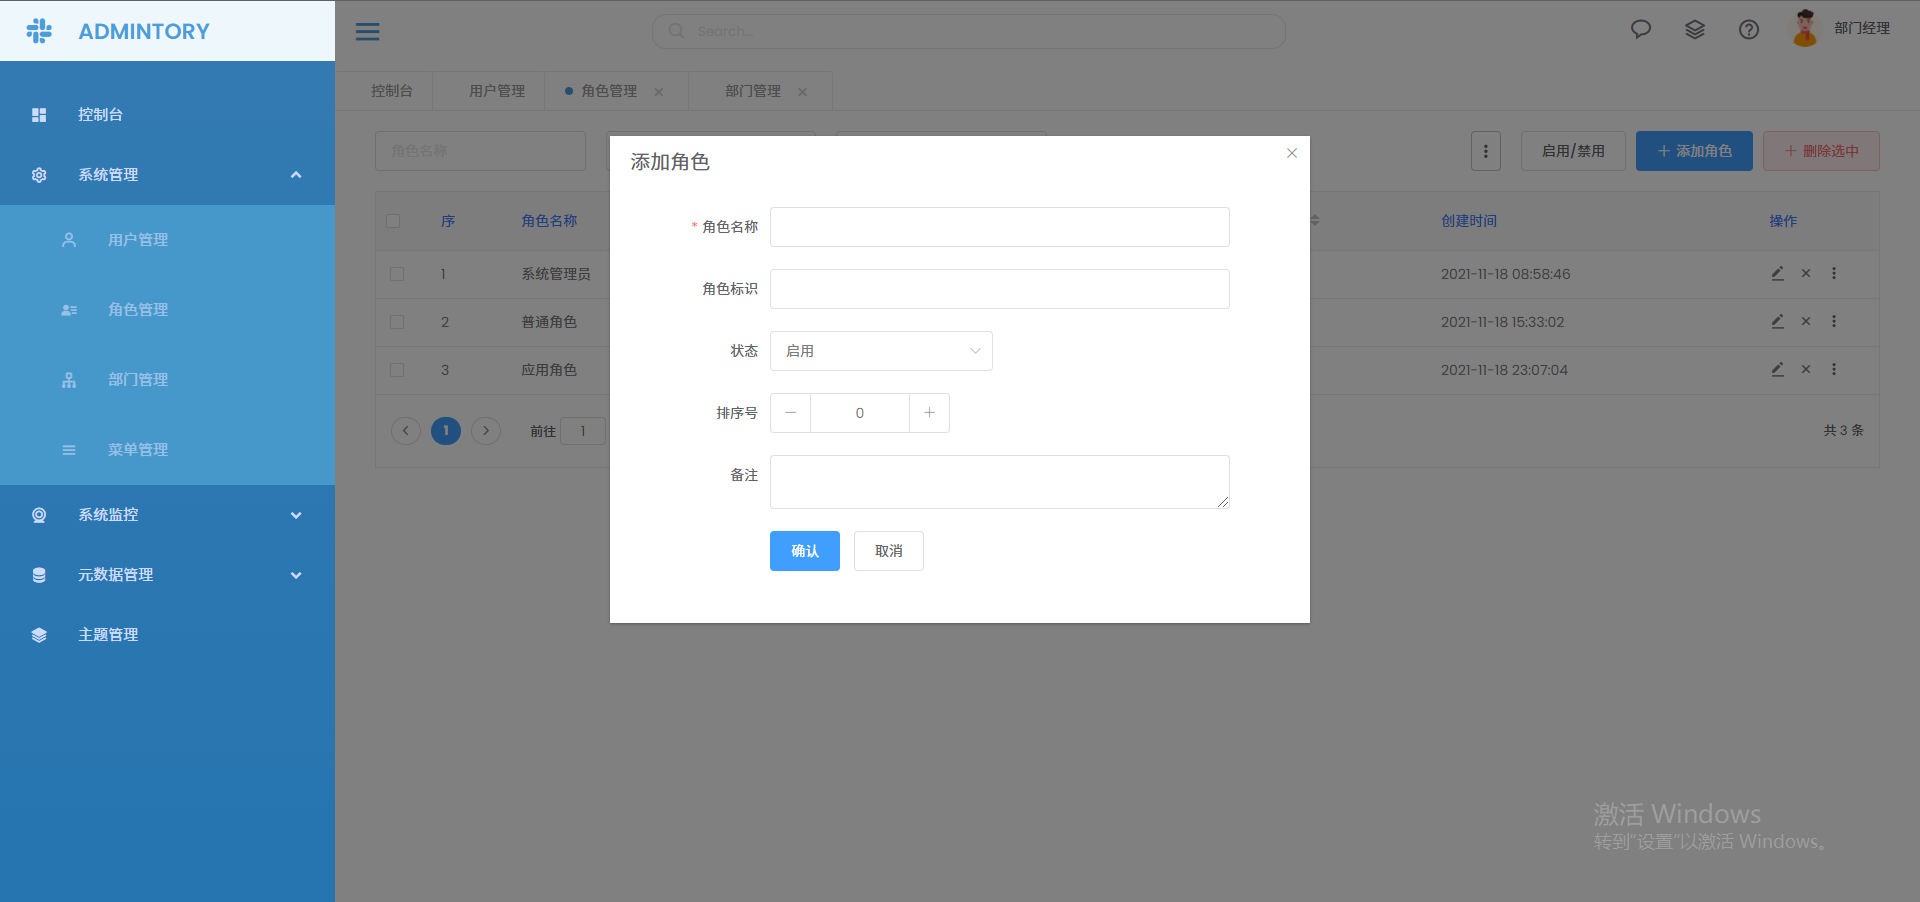 ADMINTORY
Search...
部门经理
控制台
用户管理
角色管理
部门管理
控制台
系统管理
用户管理
角色管理
部门管理
菜单管理
系统监控
元数据管理
主题管理
角色名称
启用/禁用
添加角色
删除选中
序
角色名称
创建时间
操作
1
系统管理员
2021-11-18 08:58:46
2
普通角色
2021-11-18 15:33:02
3
应用角色
2021-11-18 23:07:04
1
前往
1
共 3 条
添加角色
* 角色名称
角色标识
状态
启用
排序号
0
备注
确认
取消
激活 Windows
转到"设置"以激活 Windows。